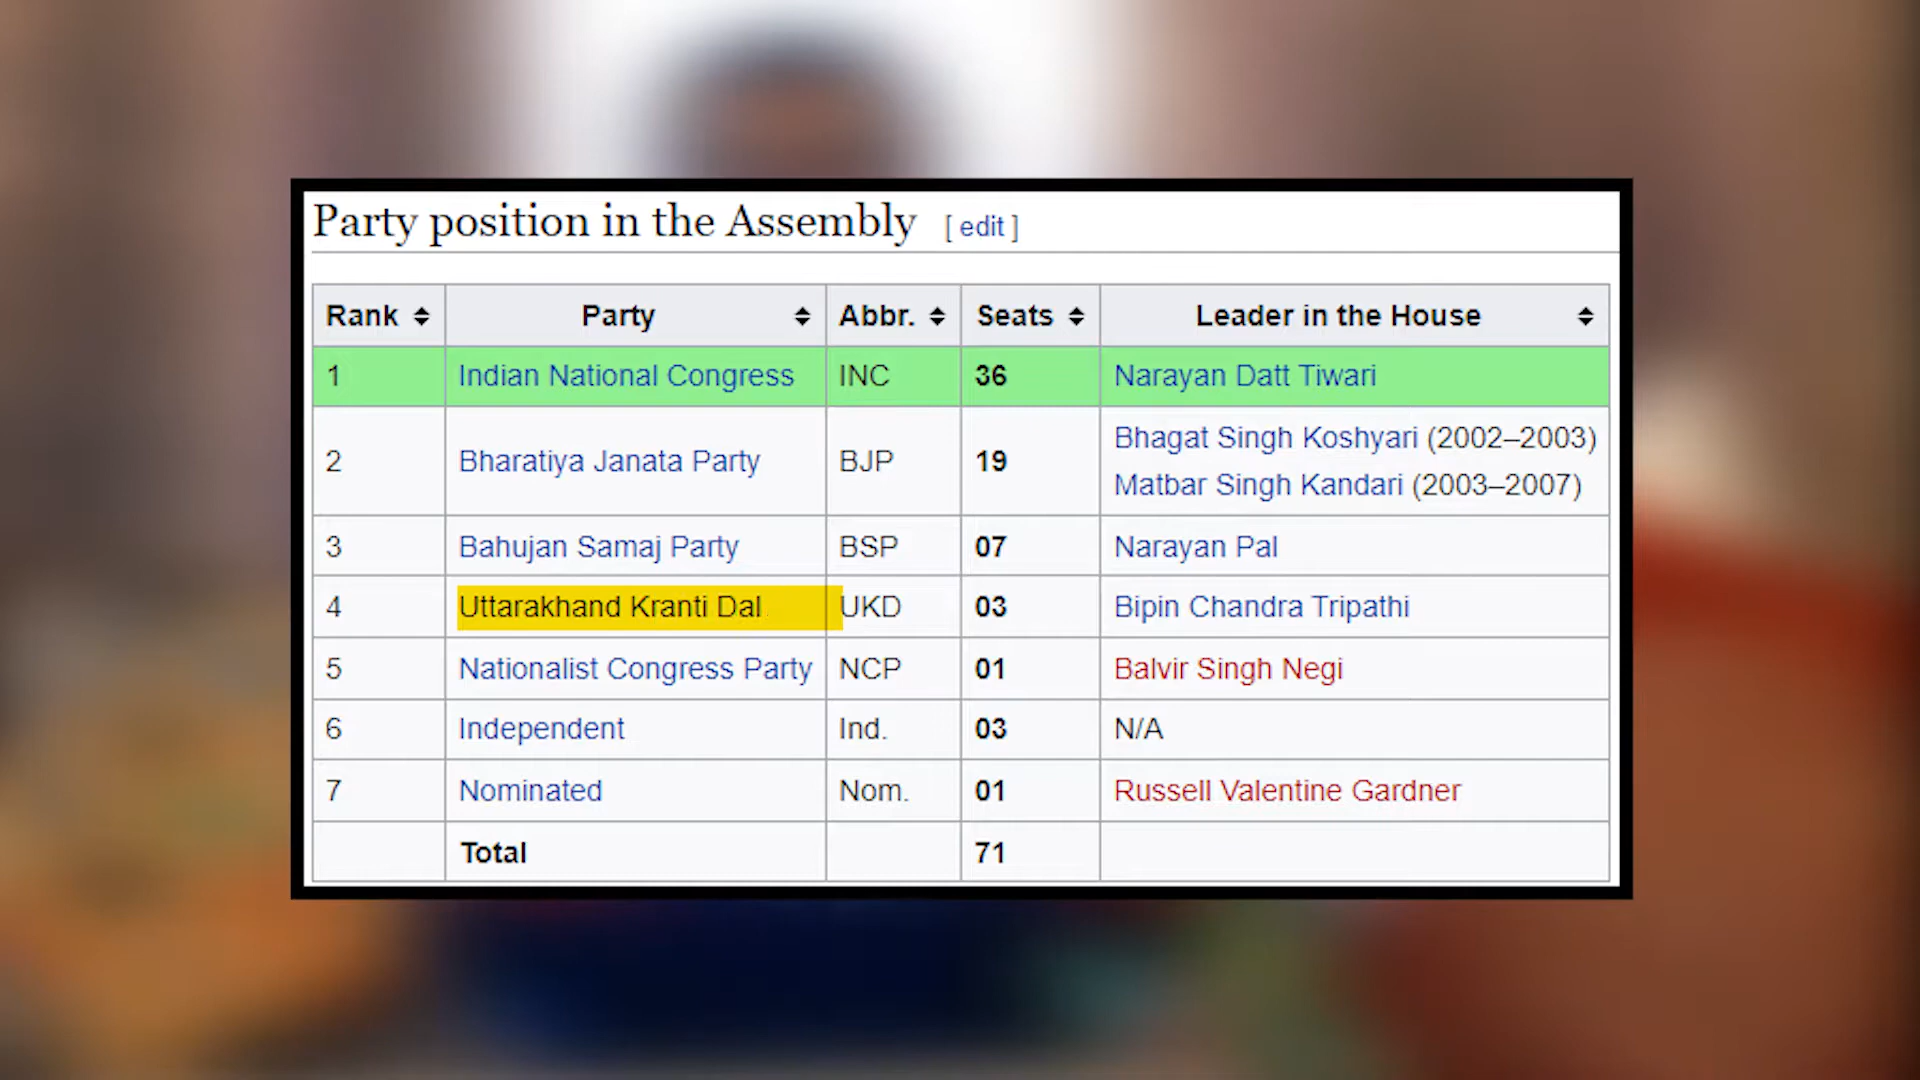 Party position in the Assembly [ edit ]
Rank Party Abbr. Seats Leader in the House
1 Indian National Congress INC 36 Narayan Datt Tiwari
2 Bharatiya Janata Party BJP 19 Bhagat Singh Koshyari (2002–2003)
Matbar Singh Kandari (2003–2007)
3 Bahujan Samaj Party BSP 07 Narayan Pal
4 Uttarakhand Kranti Dal UKD 03 Bipin Chandra Tripathi
5 Nationalist Congress Party NCP 01 Balvir Singh Negi
6 Independent Ind. 03 N/A
7 Nominated Nom. 01 Russell Valentine Gardner
Total 71